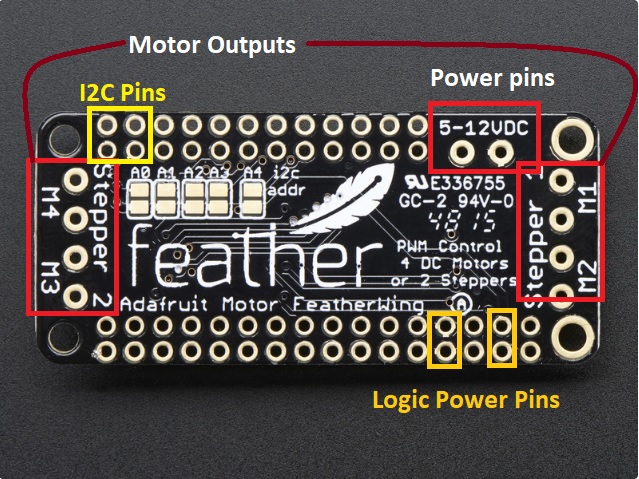 Motor Outputs
Power pins
I2C Pins
5-12VDC
A0 A1 A2 A3 A4 i2c
addr
E336755
GC-2 94V-0
4815
M4
M3
Stepper 2
Stepper 1
M1
M2
feather
PWM Control
4 DC Motors
or 2 Steppers
Adafruit Motor FeatherWing
Logic Power Pins